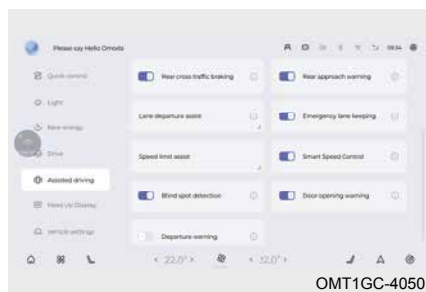 Please say Hello Omoda
09:34
Quick control
Light
New energy
Drive
Assisted driving
Head Up Display
Vehicle settings
Rear cross traffic braking
Rear approach warning
Lane departure assist
Emergency lane keeping
Speed limit assist
Smart Speed Control
Blind spot detection
Door opening warning
Departure warning
22.0°
OMT1GC-4050